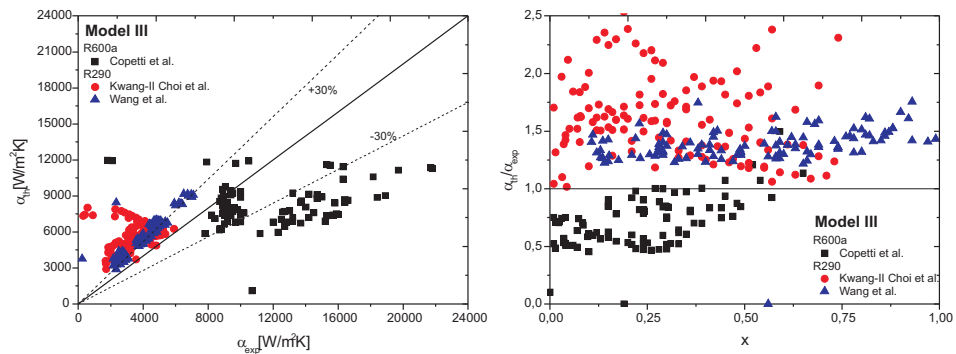 24000
21000
18000
15000
12000
9000
6000
3000
0
α_th[W/m²K]
Model III
R600a
Copetti et al.
R290
Kwang-II Choi et al.
Wang et al.
+30%
-30%
0
4000
8000
12000
16000
20000
24000
α_exp[W/m²K]
2,5
2,0
1,5
1,0
0,5
0,0
α_th/α_exp
Model III
R600a
Copetti et al.
R290
Kwang-II Choi et al.
Wang et al.
0,00
0,25
0,50
0,75
1,00
x